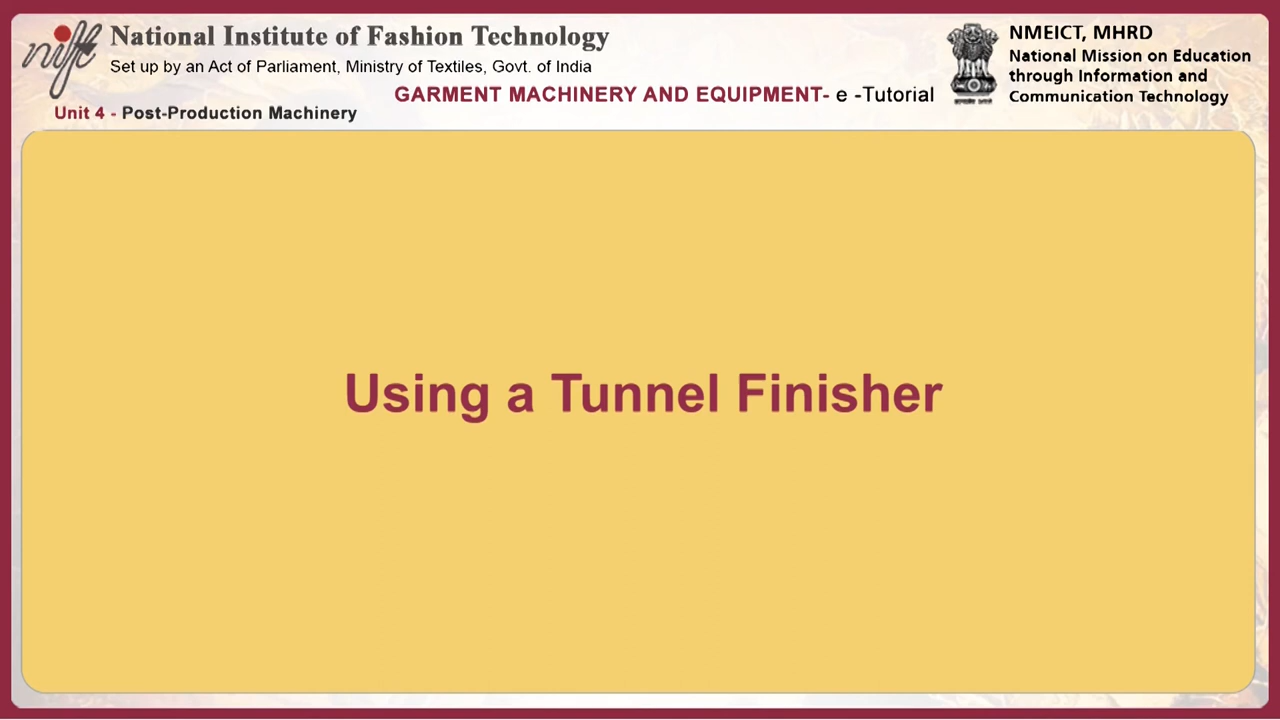 nift
National Institute of Fashion Technology
Set up by an Act of Parliament, Ministry of Textiles, Govt. of India
GARMENT MACHINERY AND EQUIPMENT- e -Tutorial
Unit 4 - Post-Production Machinery
NMEICT, MHRD
National Mission on Education
through Information and
Communication Technology
Using a Tunnel Finisher